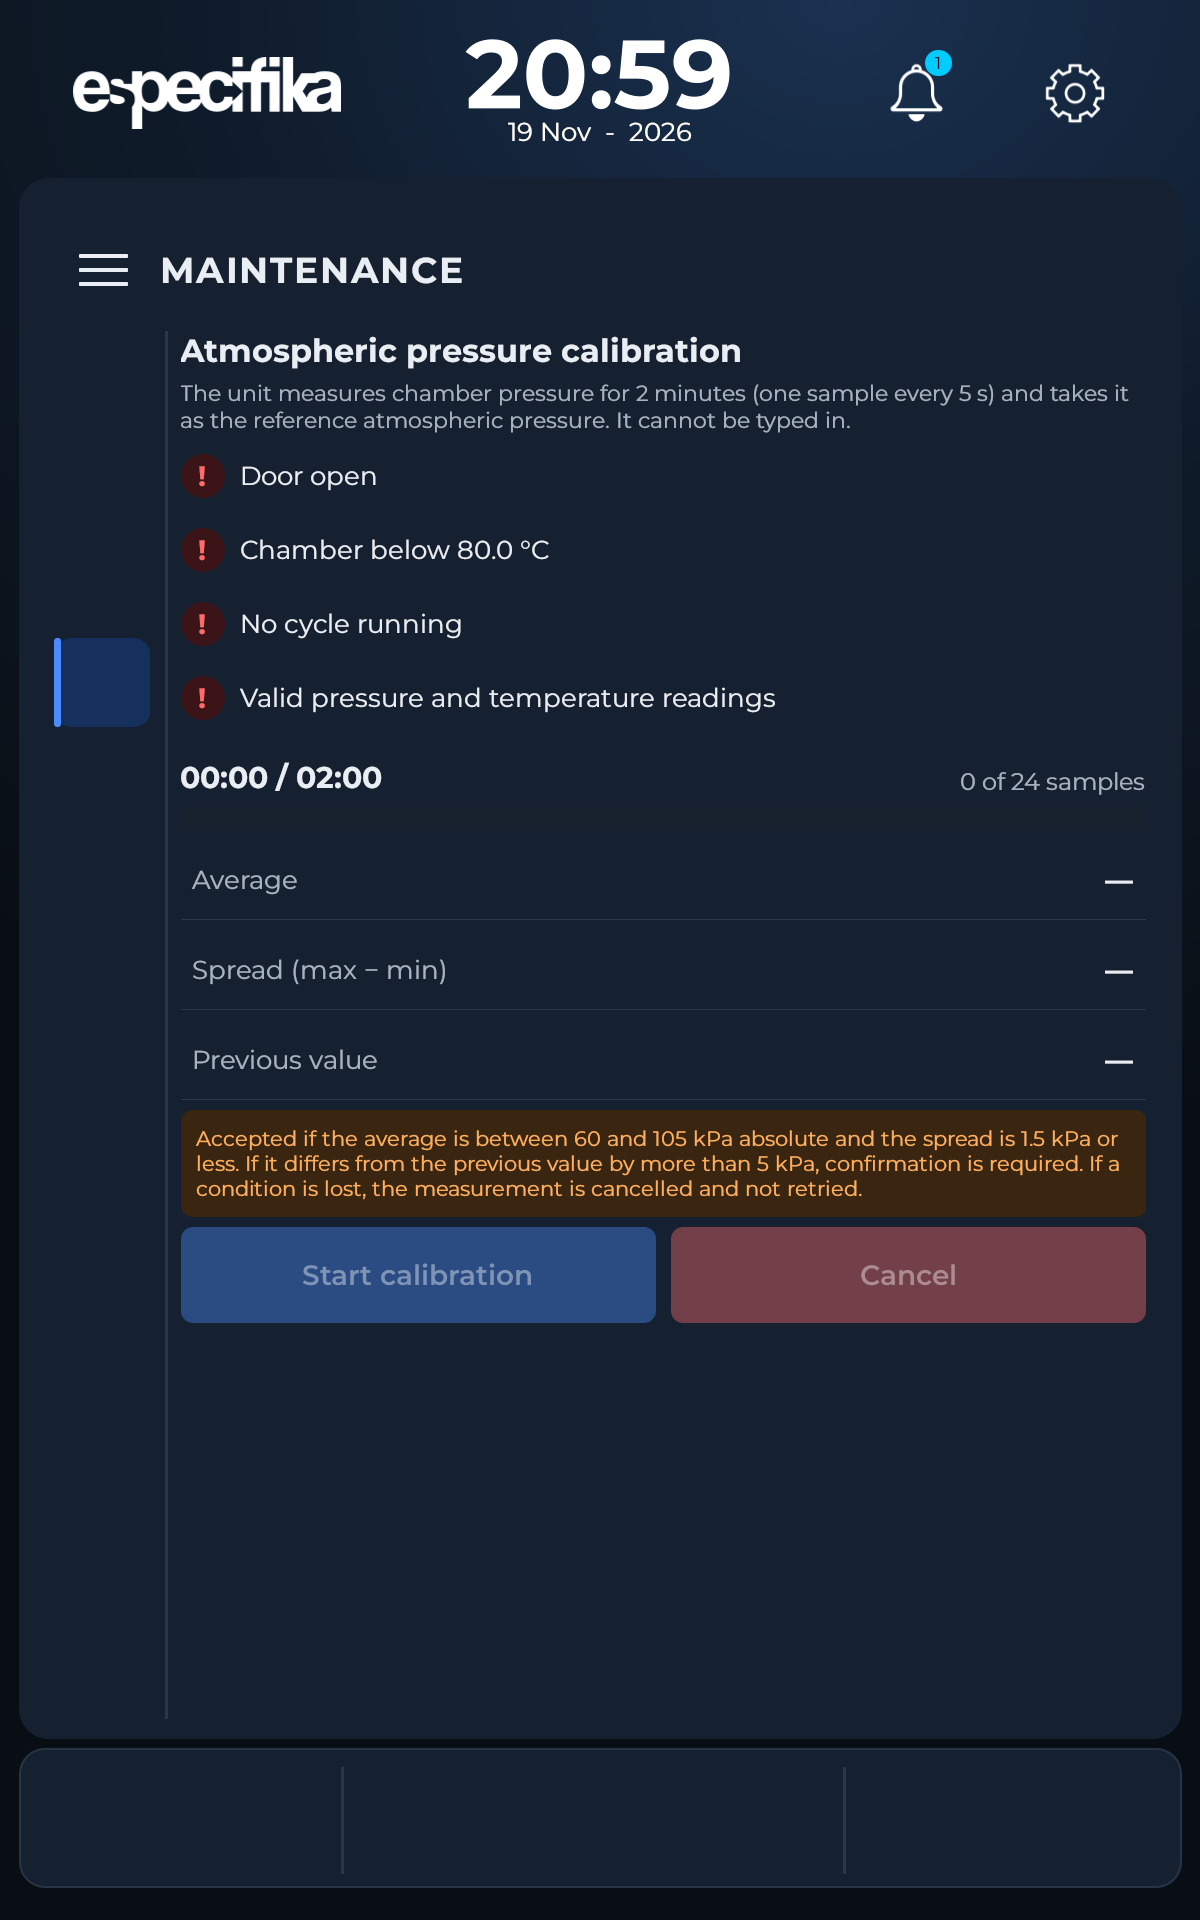 especifika
20:59
19 Nov - 2026
1
MAINTENANCE
Atmospheric pressure calibration
The unit measures chamber pressure for 2 minutes (one sample every 5 s) and takes it
as the reference atmospheric pressure. It cannot be typed in.
! Door open
! Chamber below 80.0 °C
! No cycle running
! Valid pressure and temperature readings
00:00 / 02:00
0 of 24 samples
Average —
Spread (max − min) —
Previous value —
Accepted if the average is between 60 and 105 kPa absolute and the spread is 1.5 kPa or
less. If it differs from the previous value by more than 5 kPa, confirmation is required. If a
condition is lost, the measurement is cancelled and not retried.
Start calibration
Cancel